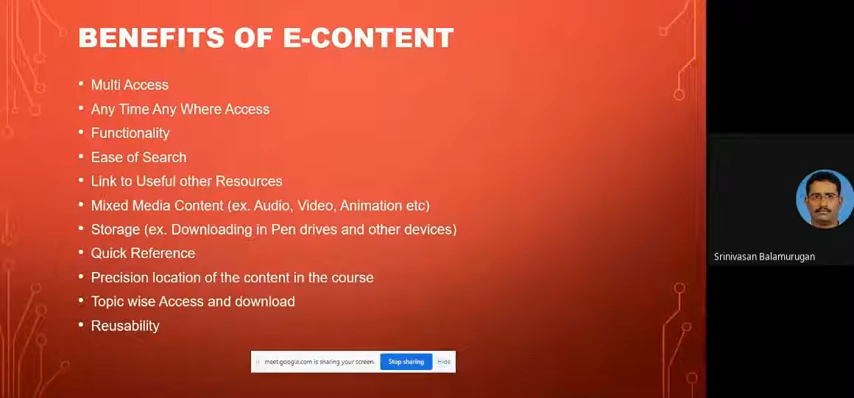 BENEFITS OF E-CONTENT
• Multi Access
• Any Time Any Where Access
• Functionality
• Ease of Search
• Link to Useful other Resources
• Mixed Media Content (ex. Audio, Video, Animation etc)
• Storage (ex. Downloading in Pen drives and other devices)
• Quick Reference
• Precision location of the content in the course
• Topic wise Access and download
• Reusability
meet.google.com is sharing your screen. Stop sharing Hide
Srinivasan Balamurugan